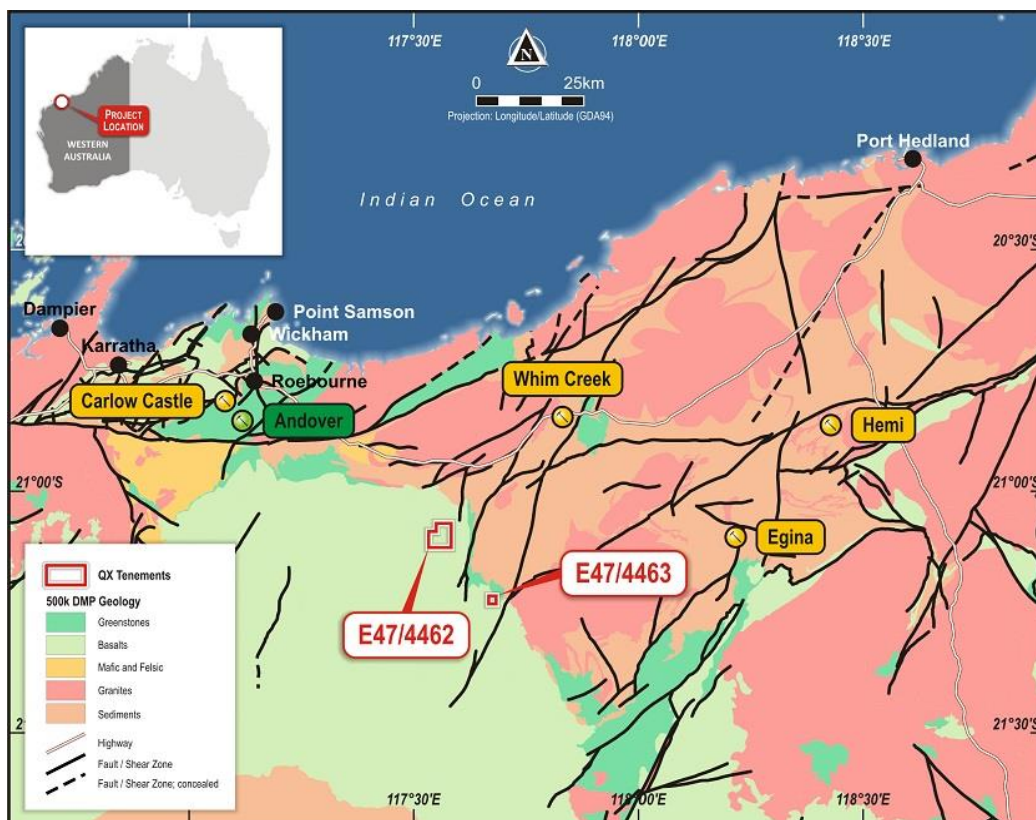 117°30'E
118°00'E
118°30'E
N
0
25km
Projection: Longitude/Latitude (GDA94)
PROJECT
LOCATION
WESTERN
AUSTRALIA
Port Hedland
Indian Ocean
20°30'S
Dampier
Point Samson
Wickham
Karratha
Roebourne
Whim Creek
Carlow Castle
Andover
Hemi
21°00'S
21°00'S
Egina
E47/4463
E47/4462
QX Tenements
500k DMP Geology
Greenstones
Basalts
Mafic and Felsic
Granites
Sediments
Highway
Fault / Shear Zone
Fault / Shear Zone; concealed
21°30'S
117°30'E
118°00'E
118°30'E